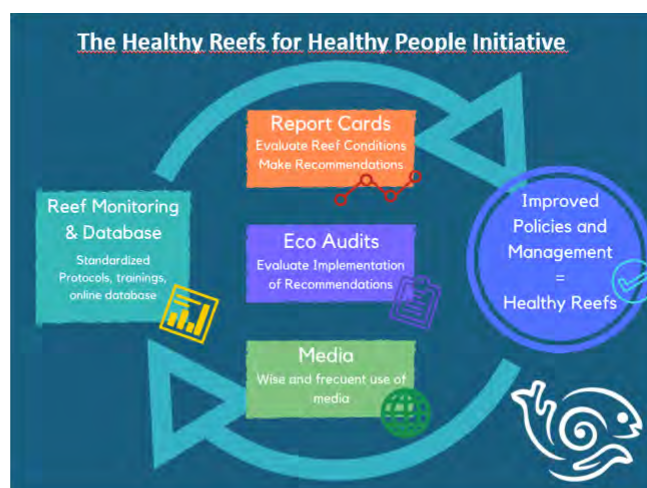 The Healthy Reefs for Healthy People Initiative
Report Cards
Evaluate Reef Conditions
Make Recommendations
Reef Monitoring
& Database
Standardized
Protocols, trainings,
online database
Eco Audits
Evaluate Implementation
of Recommendations
Media
Wise and frecuent use of
media
Improved
Policies and
Management
=
Healthy Reefs